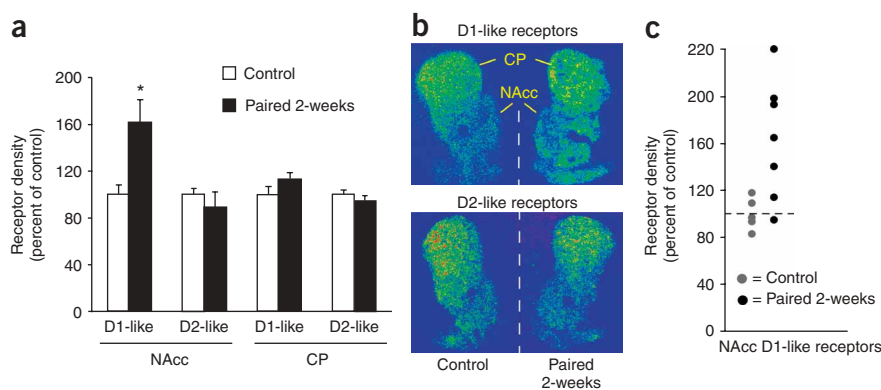 a
Receptor density
(percent of control)
200
160
120
80
40
0
*
Control
Paired 2-weeks
D1-like
D2-like
D1-like
D2-like
NAcc
CP
b
D1-like receptors
CP
NAcc
D2-like receptors
Control
Paired
2-weeks
c
Receptor density
(percent of control)
220
200
160
120
80
40
0
= Control
= Paired 2-weeks
NAcc D1-like receptors